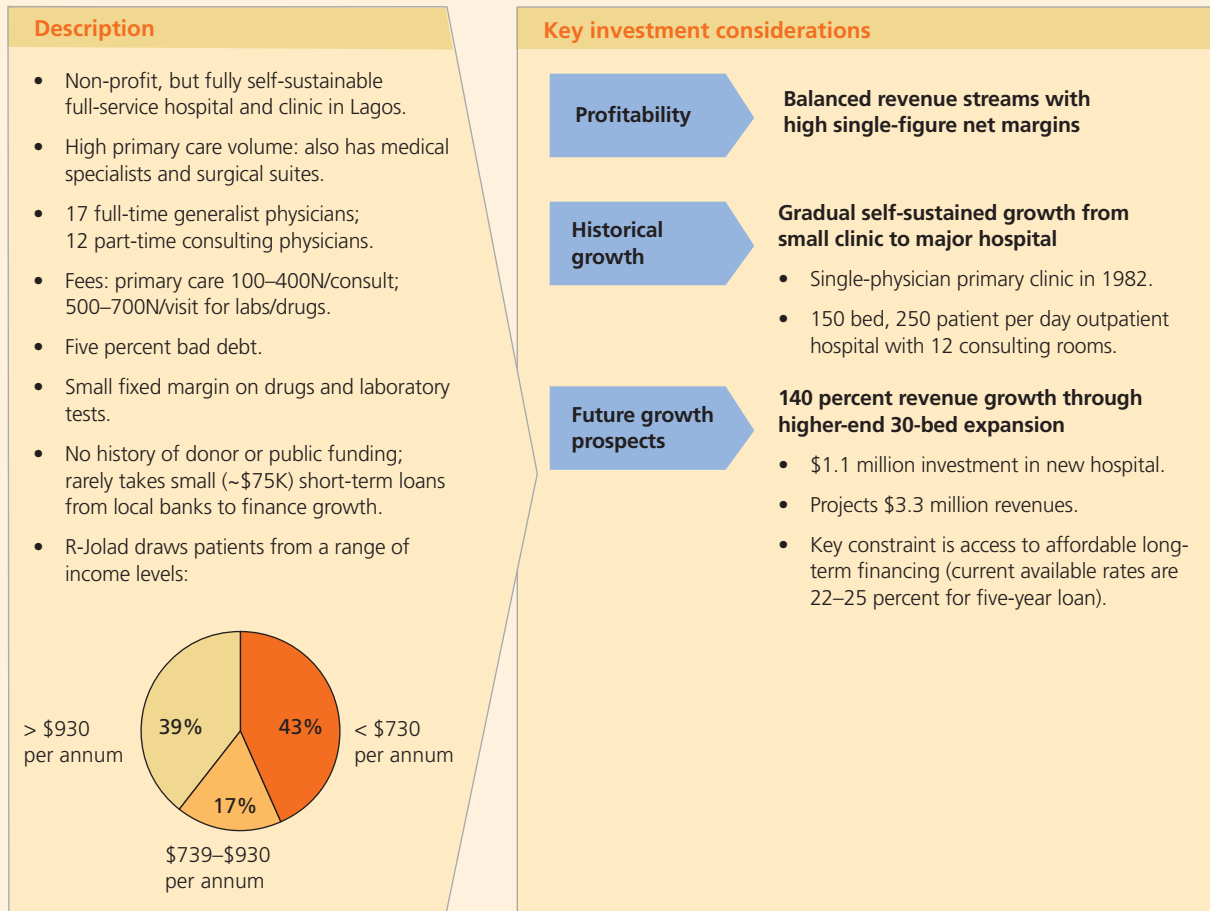 Description
• Non-profit, but fully self-sustainable
full-service hospital and clinic in Lagos.
• High primary care volume: also has medical
specialists and surgical suites.
• 17 full-time generalist physicians;
12 part-time consulting physicians.
• Fees: primary care 100–400N/consult;
500–700N/visit for labs/drugs.
• Five percent bad debt.
• Small fixed margin on drugs and laboratory
tests.
• No history of donor or public funding;
rarely takes small (~$75K) short-term loans
from local banks to finance growth.
• R-Jolad draws patients from a range of
income levels:
> $930
per annum
39%
43%
< $730
per annum
17%
$739–$930
per annum
Key investment considerations
Profitability
Balanced revenue streams with
high single-figure net margins
Historical
growth
Gradual self-sustained growth from
small clinic to major hospital
• Single-physician primary clinic in 1982.
• 150 bed, 250 patient per day outpatient
hospital with 12 consulting rooms.
Future growth
prospects
140 percent revenue growth through
higher-end 30-bed expansion
• $1.1 million investment in new hospital.
• Projects $3.3 million revenues.
• Key constraint is access to affordable long-
term financing (current available rates are
22–25 percent for five-year loan).